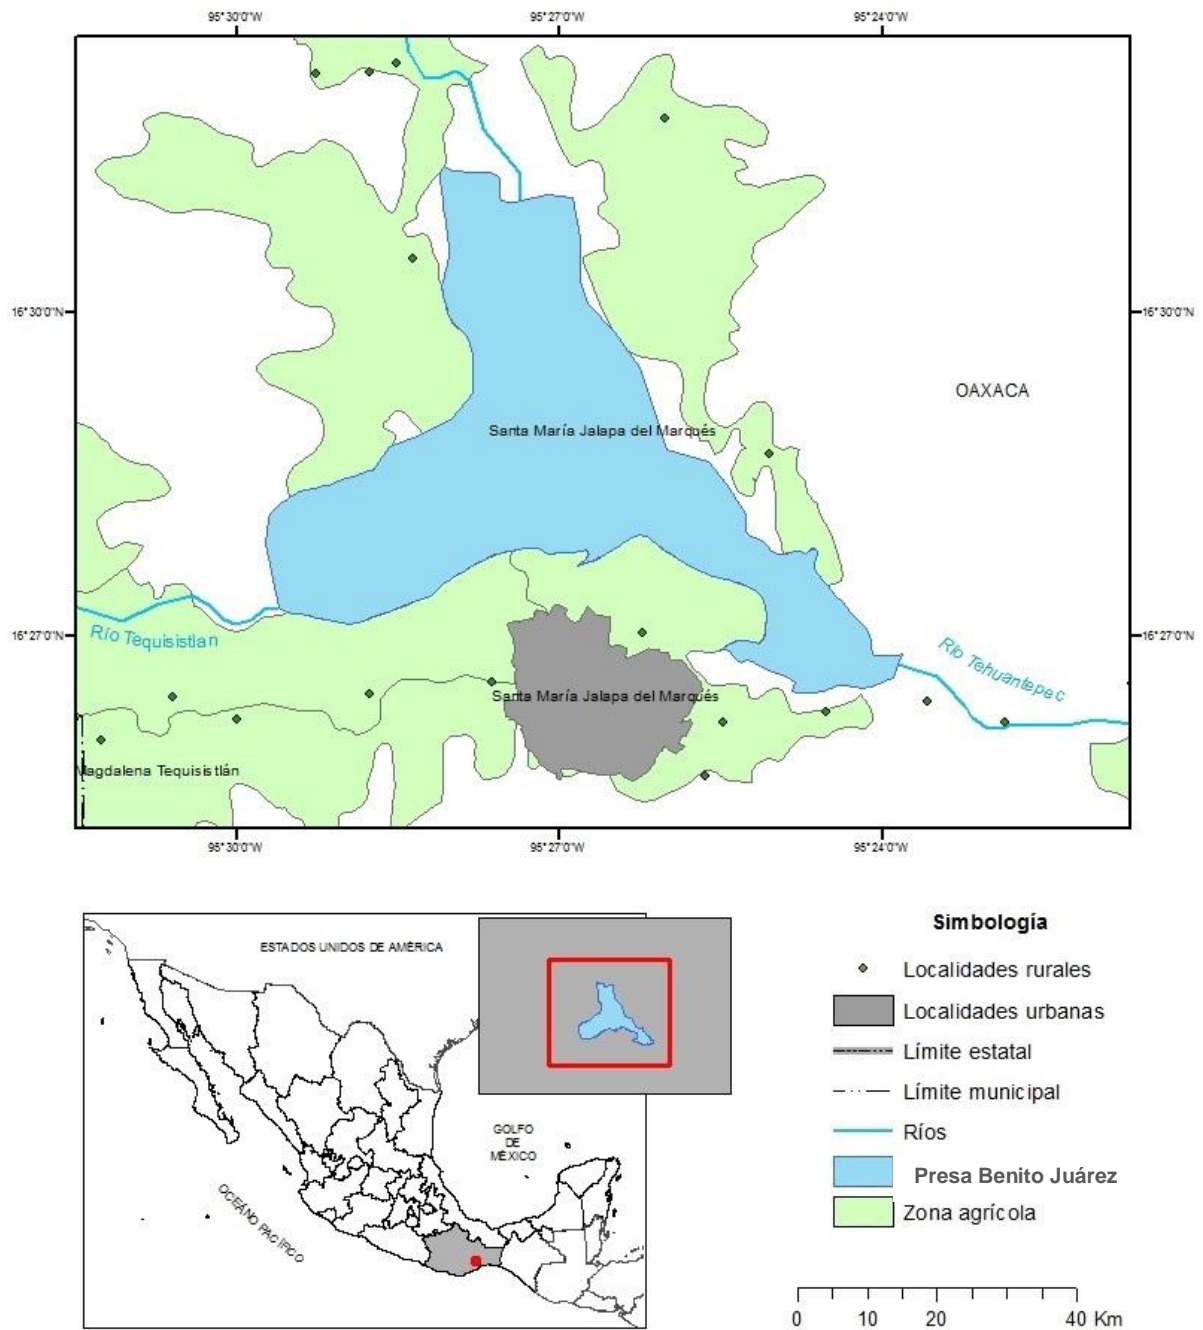 95°30'0"W 95°27'0"W 95°24'0"W
16°30'0"N 16°30'0"N
OAXACA
Santa María Jalapa del Marqués
16°27'0"N 16°27'0"N
Río Tequisistlan
Río Tehuantepec
Santa María Jalapa del Marqués
Magdalena Tequisistlán
95°30'0"W 95°27'0"W 95°24'0"W
ESTADOS UNIDOS DE AMÉRICA
GOLFO
DE
MÉXICO
OCEÁNO PACÍFICO
Simbología
Localidades rurales
Localidades urbanas
Límite estatal
Límite municipal
Ríos
Presa Benito Juárez
Zona agrícola
0 10 20 40 Km